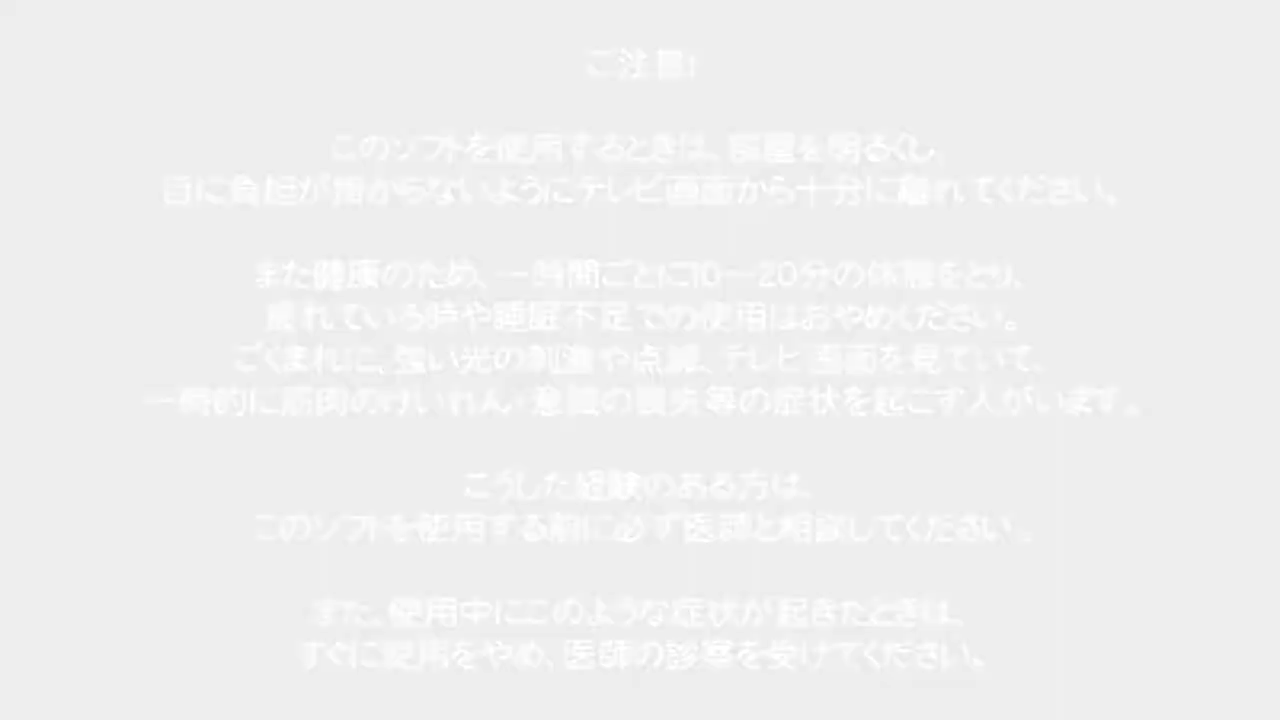 ご注意!
このソフトを使用するときは、部屋を明るくし、
目に負担が掛からないようにテレビ画面から十分に離れてください。
また健康のため、一時間ごとに10―20分の休憩をとり、
疲れている時や睡眠不足での使用はおやめください。
ごくまれに、強い光の刺激や点滅、テレビ画面を見ていて、
一時的に筋肉のけいれん・意識の喪失等の症状を起こす人がいます。
こうした経験のある方は、
このソフトを使用する前に必ず医師と相談してください。
また、使用中にこのような症状が起きたときは、
すぐに使用をやめ、医師の診察を受けてください。